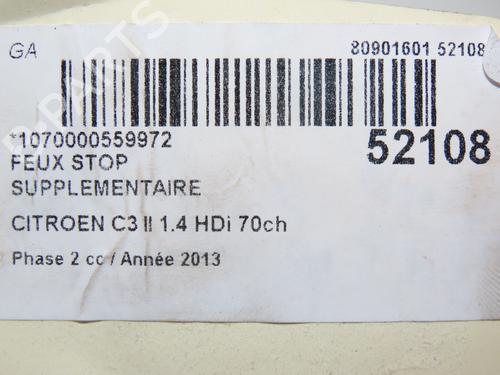 GA
80901601 52108
*1070000559972
52108
FEUX STOP
SUPPLEMENTAIRE
CITROEN C3 II 1.4 HDi 70ch
Phase 2 cc / Année 2013